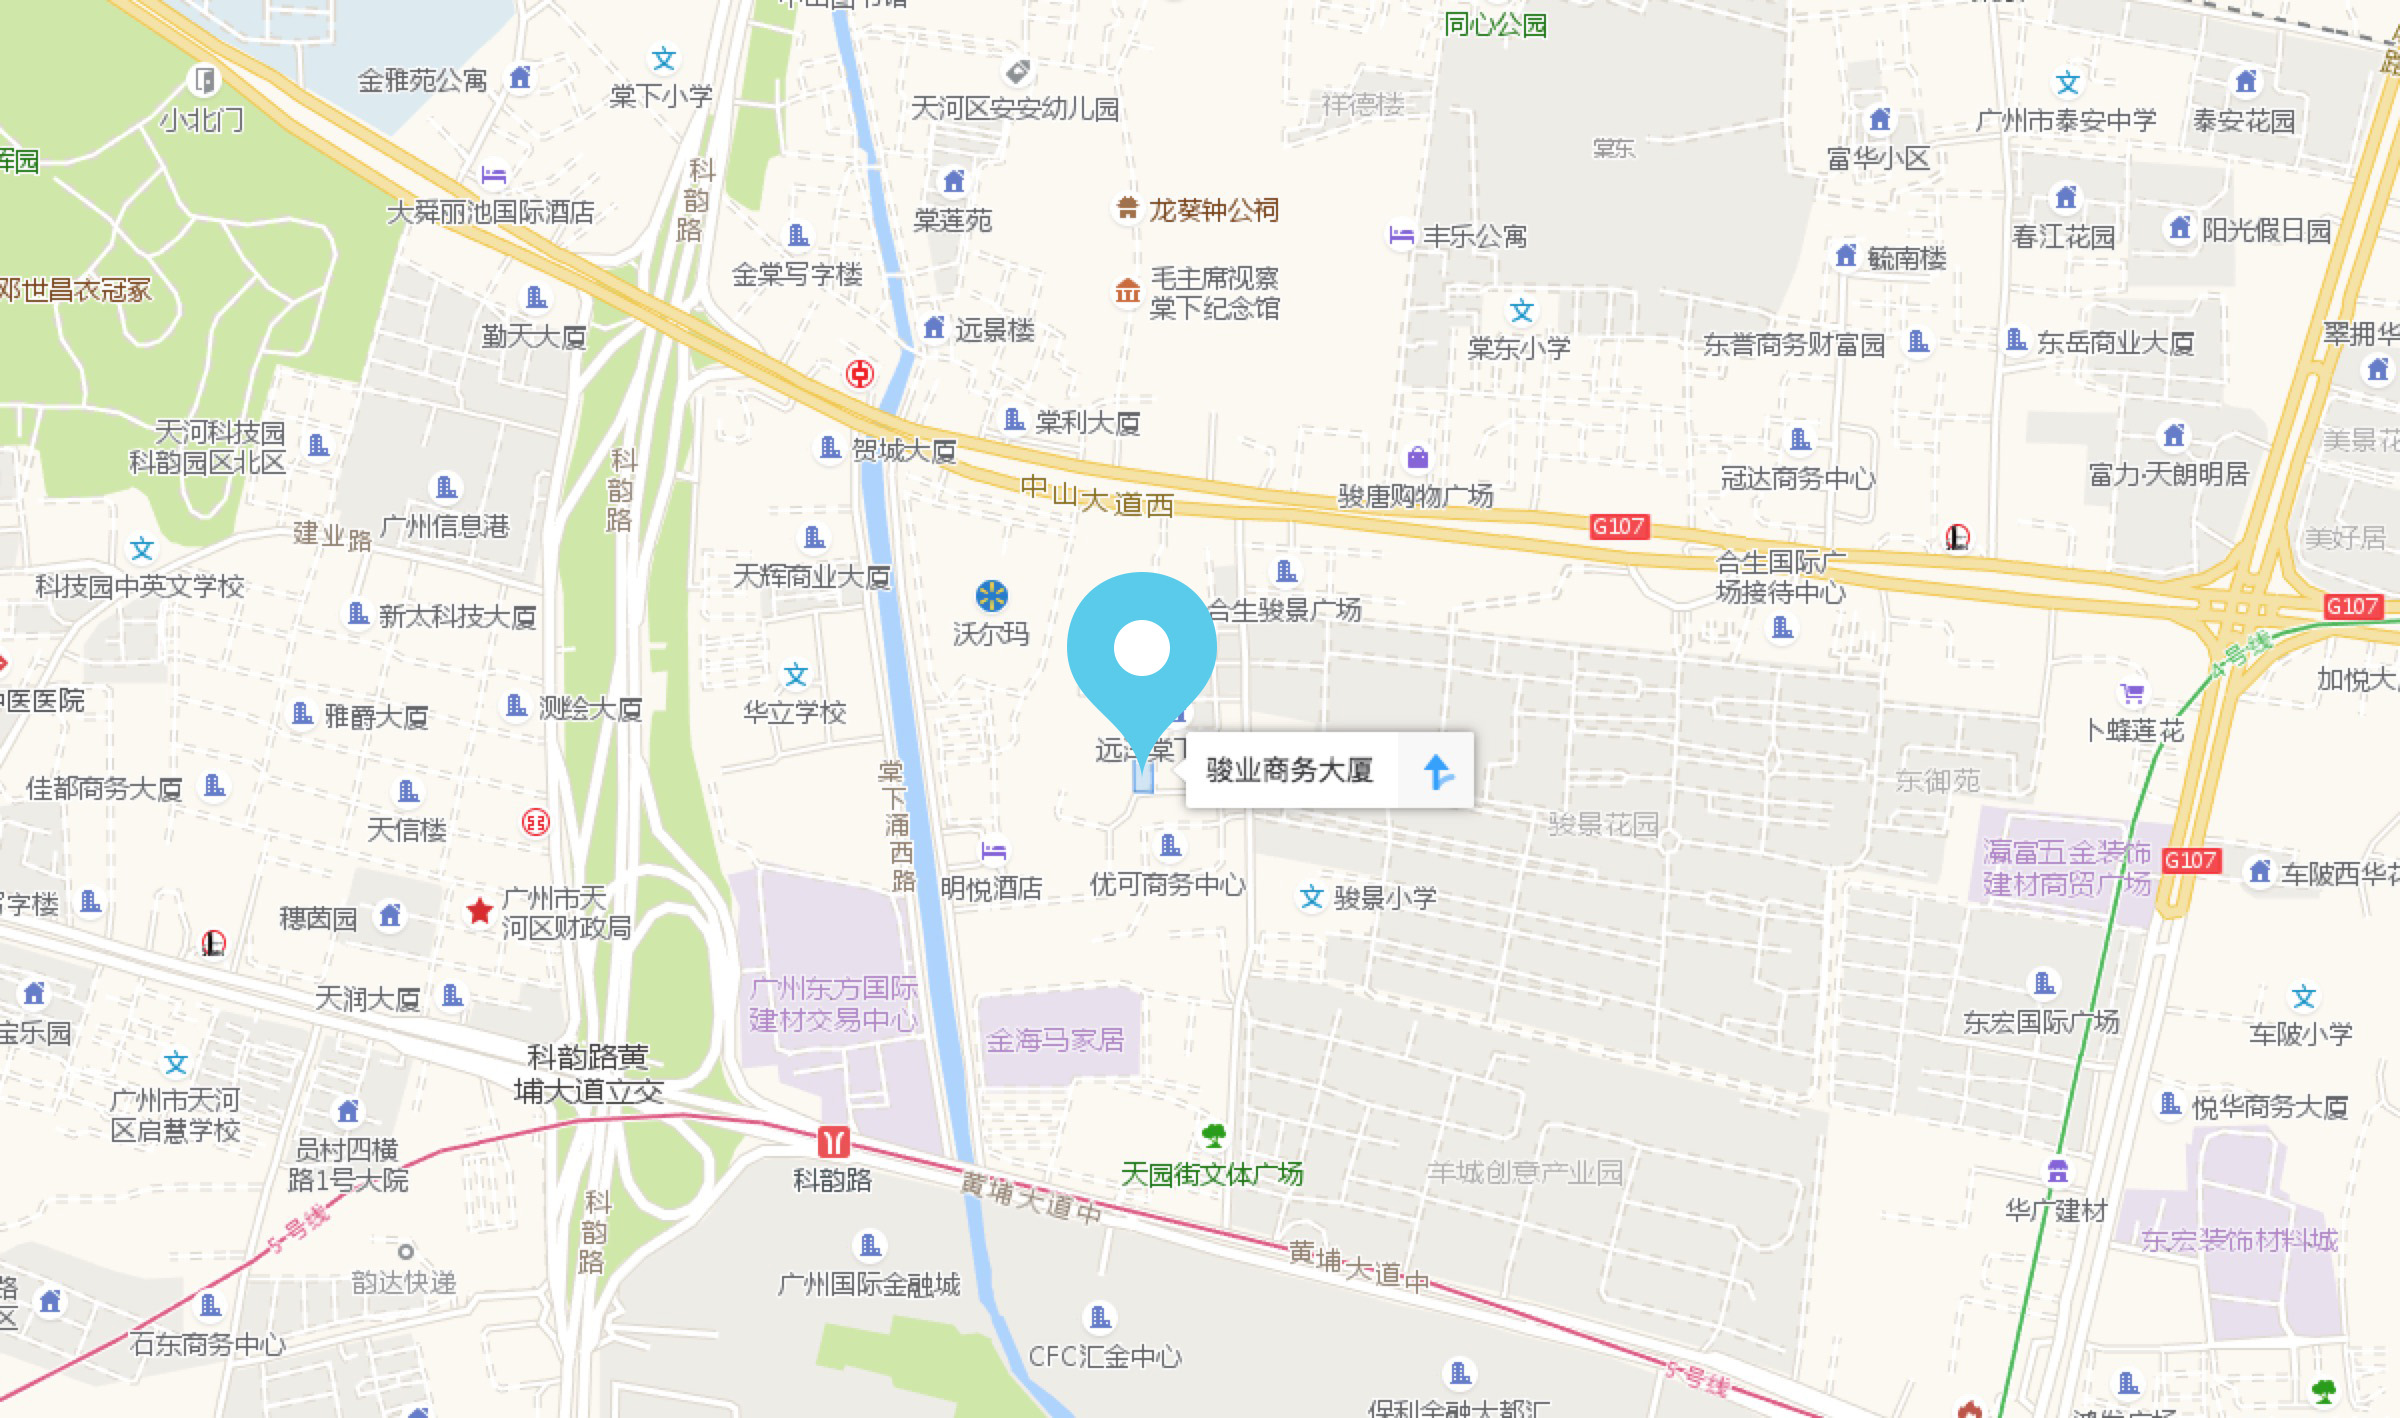 同心公园
金雅苑公寓
棠下小学
小北门
天河区安安幼儿园
祥德楼
棠东
广州市泰安中学
泰安花园
富华小区
科韵路
大舜丽池国际酒店
棠莲苑
龙葵钟公祠
丰乐公寓
春江花园
阳光假日园
毓南楼
金棠写字楼
毛主席视察
棠下纪念馆
邓世昌衣冠冢
勤天大厦
远景楼
棠东小学
东誉商务财富园
东岳商业大厦
天河科技园
科韵园区北区
棠利大厦
贺城大厦
科韵路
中山大道西
骏唐购物广场
冠达商务中心
富力·天朗明居
广州信息港
建业路
G107
美好居
合生国际广
场接待中心
科技园中英文学校
天辉商业大厦
新太科技大厦
沃尔玛
合生骏景广场
G107
4号线
雅爵大厦
测绘大厦
华立学校
卜蜂莲花
骏业商务大厦
佳都商务大厦
天信楼
棠下涌西路
东御苑
骏景花园
瀛富五金装饰
建材商贸广场
G107
明悦酒店
优可商务中心
骏景小学
穗茵园
广州市天
河区财政局
天润大厦
广州东方国际
建材交易中心
金海马家居
东宏国际广场
车陂小学
科韵路黄
埔大道立交
广州市天河
区启慧学校
员村四横
路1号大院
悦华商务大厦
科韵路
天园街文体广场
羊城创意产业园
黄埔大道中
华广建材
东宏装饰材料城
5号线
科韵路
韵达快递
广州国际金融城
黄埔大道中
石东商务中心
CFC汇金中心
5号线
保利金融大都汇